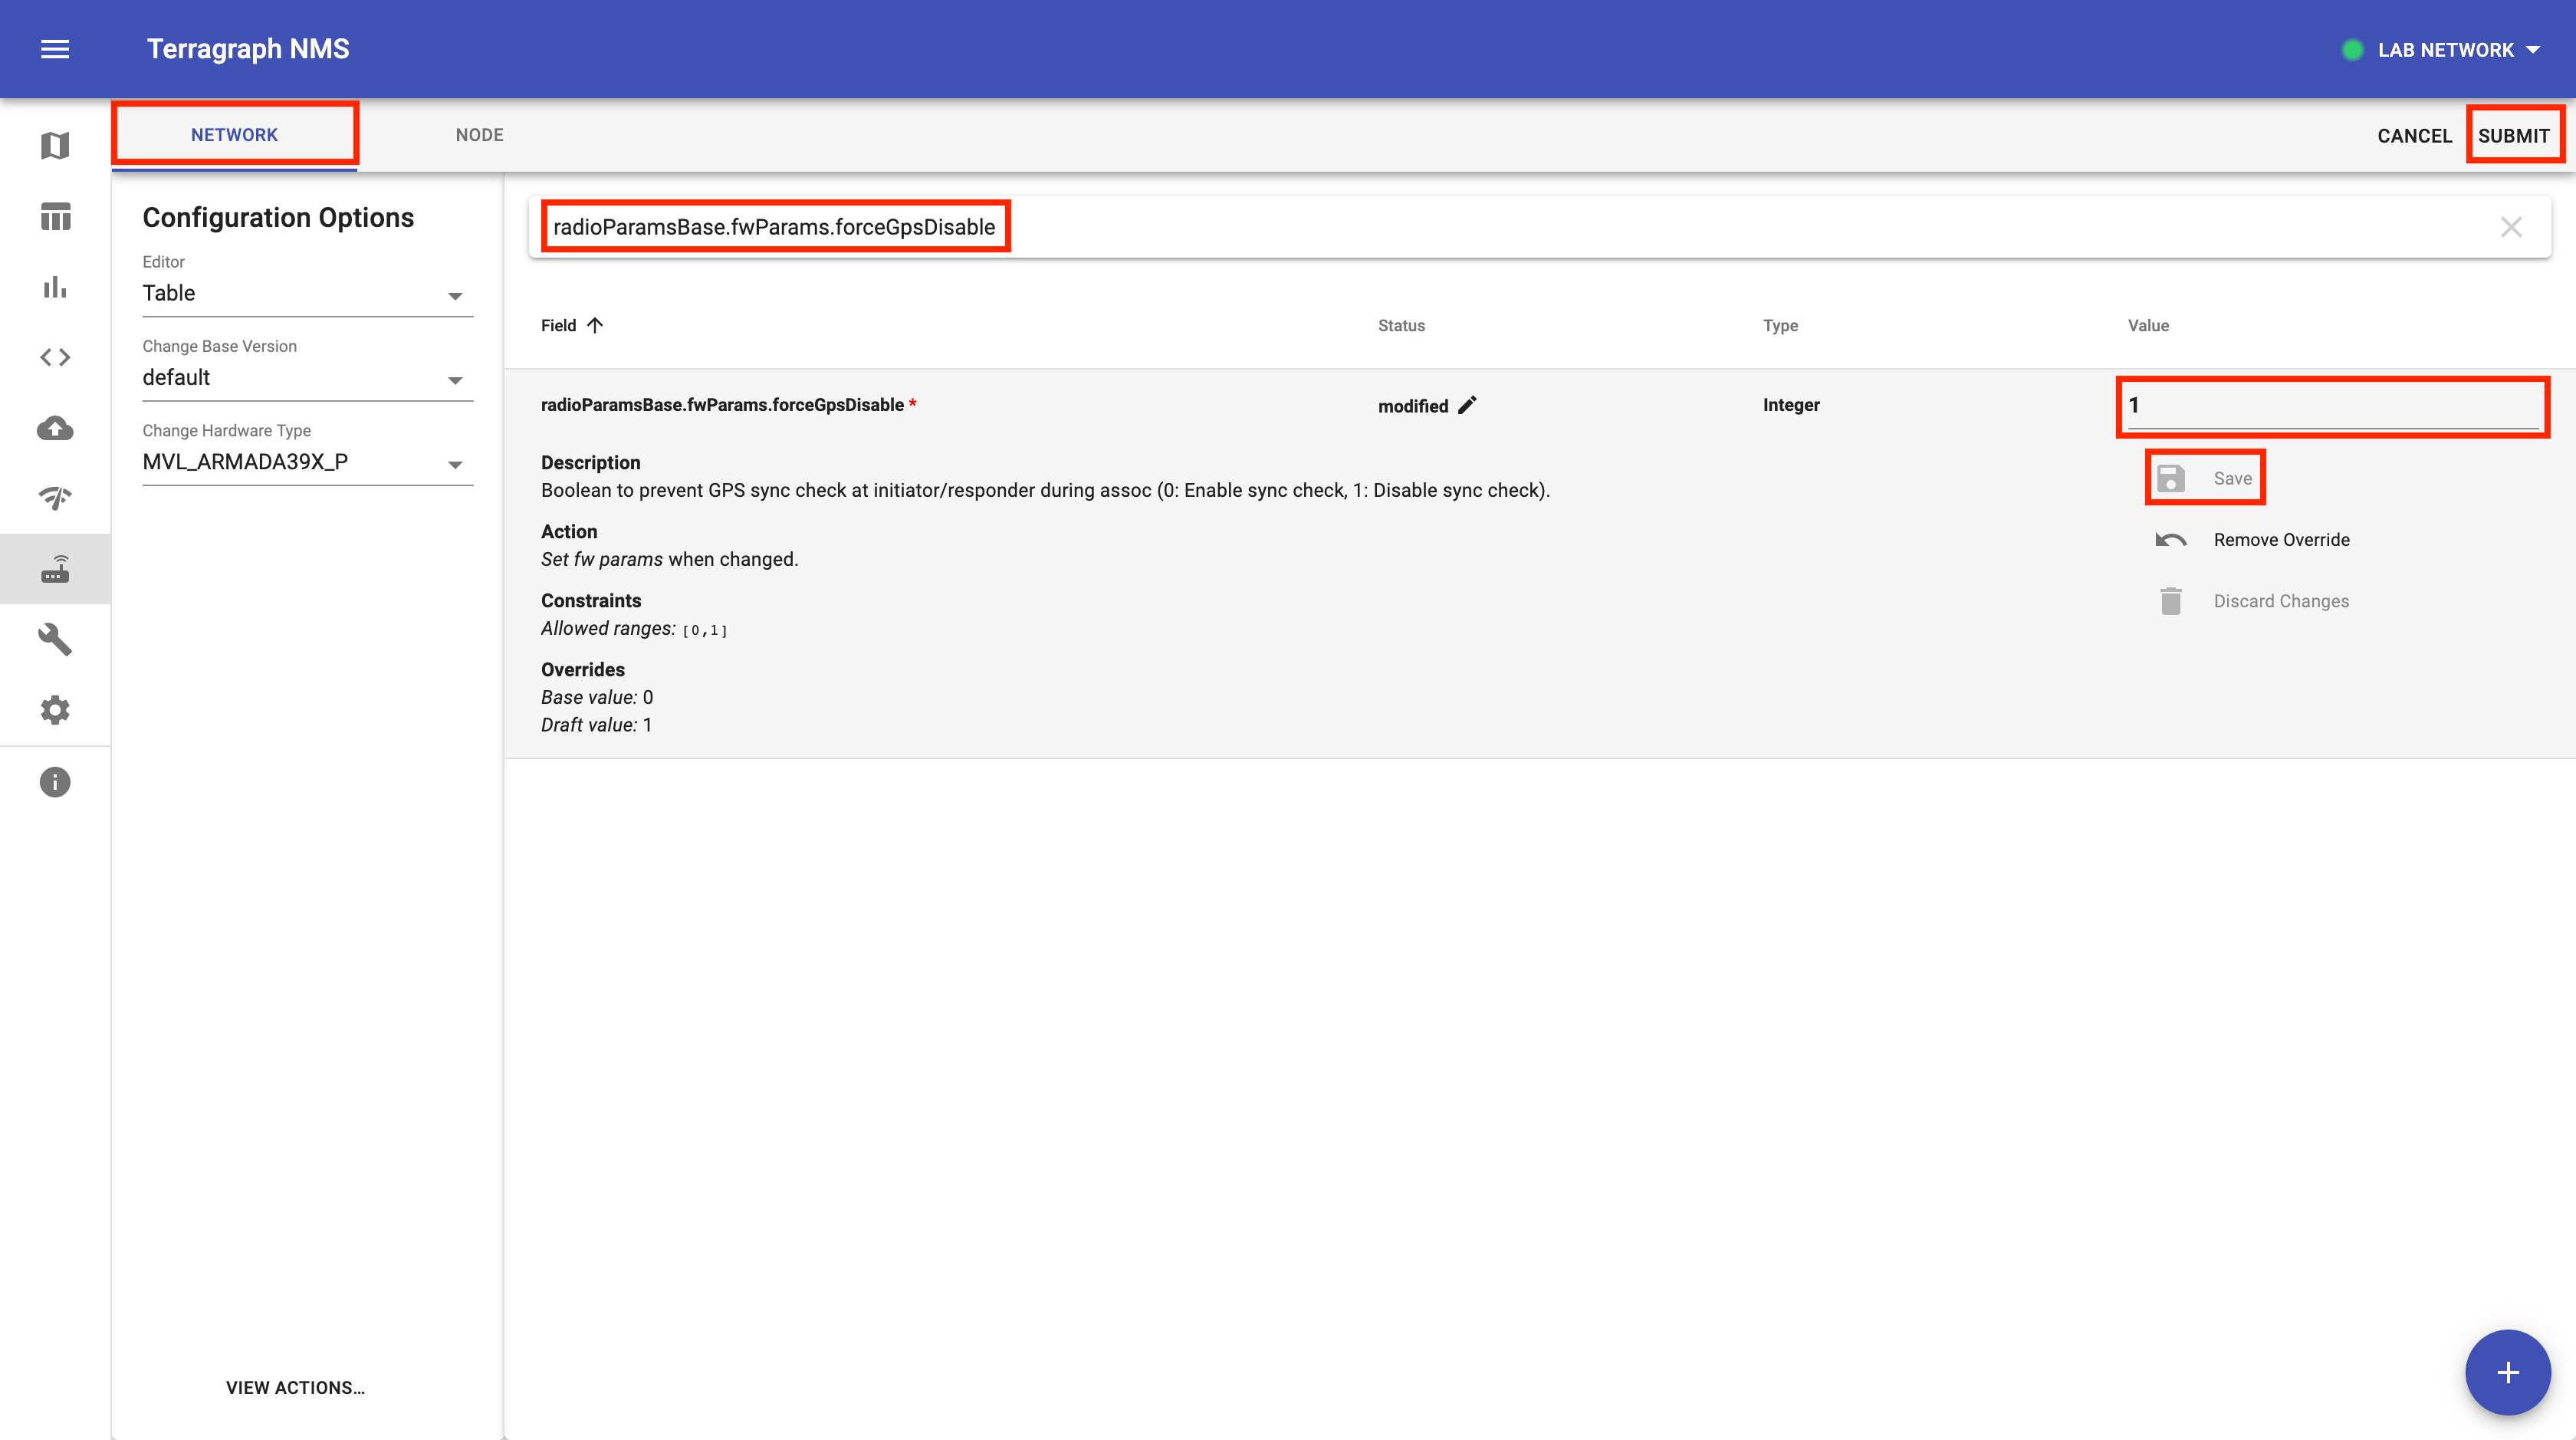 Terragraph NMS
LAB NETWORK
NETWORK
NODE
CANCEL
SUBMIT
Configuration Options
Editor
Table
Change Base Version
default
Change Hardware Type
MVL_ARMADA39X_P
VIEW ACTIONS...
radioParamsBase.fwParams.forceGpsDisable
Field
Status
Type
Value
radioParamsBase.fwParams.forceGpsDisable *
modified
Integer
1
Description
Boolean to prevent GPS sync check at initiator/responder during assoc (0: Enable sync check, 1: Disable sync check).
Action
Set fw params when changed.
Constraints
Allowed ranges: [0,1]
Overrides
Base value: 0
Draft value: 1
Save
Remove Override
Discard Changes